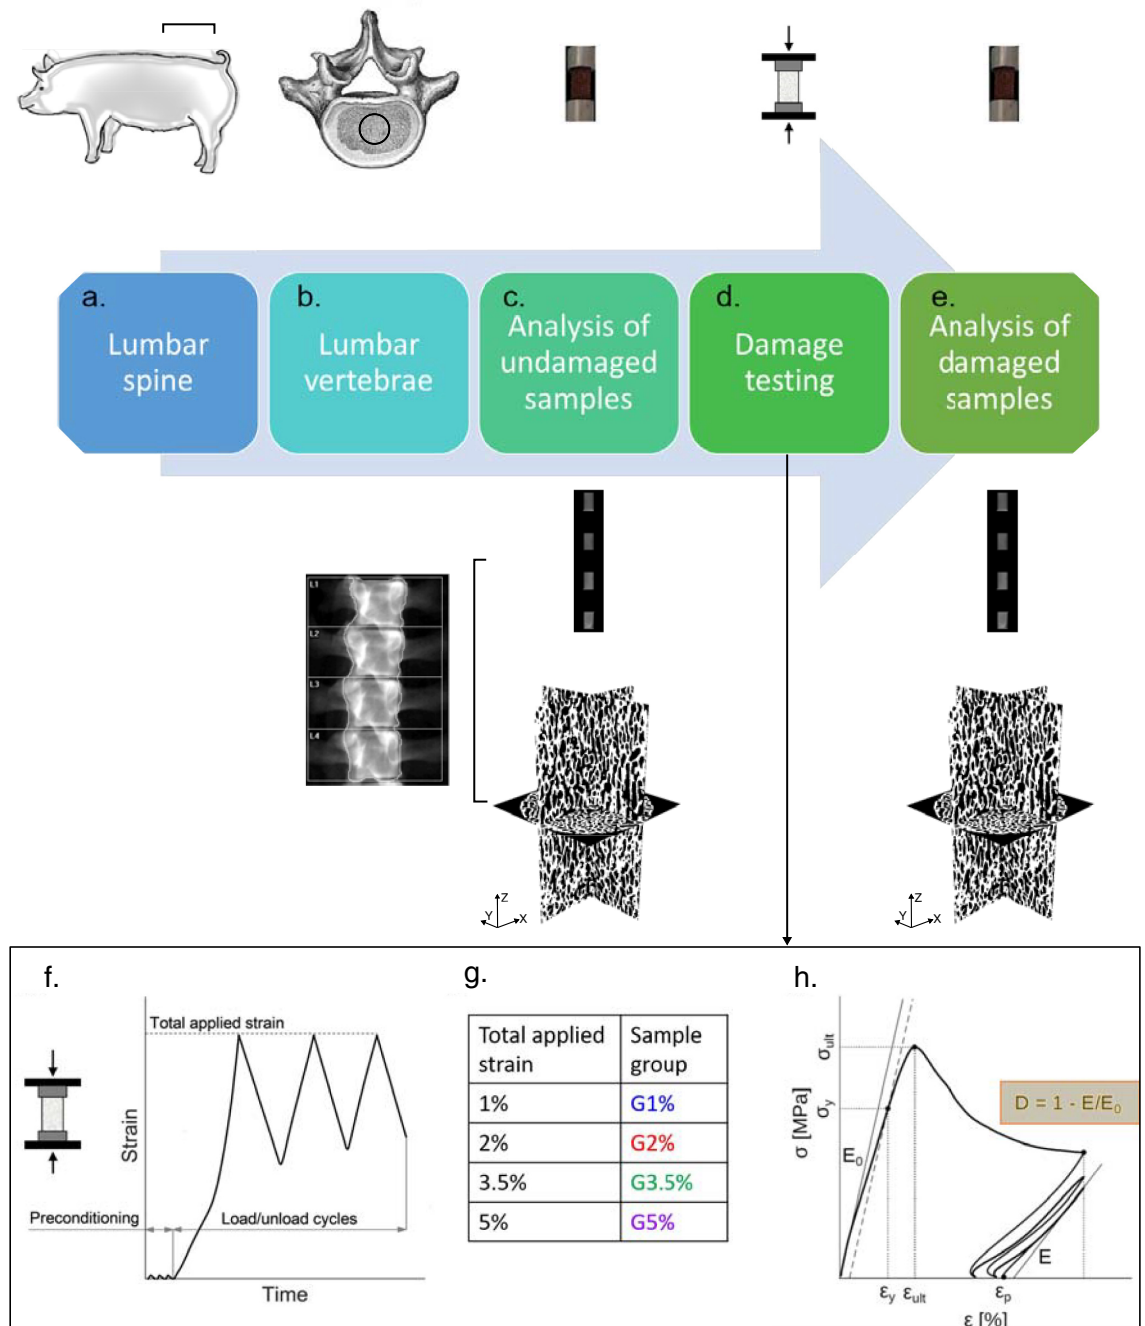 a.
Lumbar
spine
b.
Lumbar
vertebrae
c.
Analysis of
undamaged
samples
d.
Damage
testing
e.
Analysis of
damaged
samples
L1
L2
L3
L4
Z
Y
X
Z
Y
X
f.
Total applied strain
Strain
Preconditioning
Load/unload cycles
Time
g.
Total applied strain
Sample group
1%
G1%
2%
G2%
3.5%
G3.5%
5%
G5%
h.
σ [MPa]
σult
σy
E0
D = 1 - E/E0
E
εy
εult
εp
ε [%]